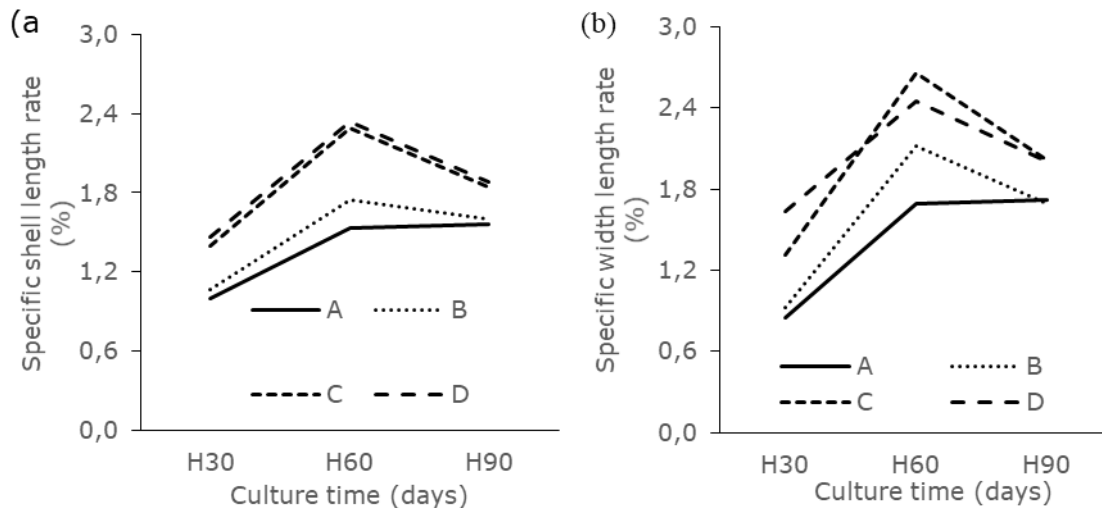 (a
Specific shell length rate
(%)
3,0
2,4
1,8
1,2
0,6
0,0
A
B
C
D
H30 H60 H90
Culture time (days)
(b)
Specific width length rate
(%)
3,0
2,4
1,8
1,2
0,6
0,0
A
B
C
D
H30 H60 H90
Culture time (days)